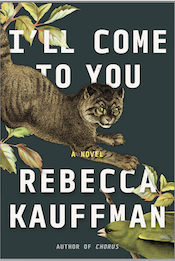 I'LL COME
TO YOU
A NOVEL
REBECCA
KAUFFMAN
AUTHOR OF CHORUS